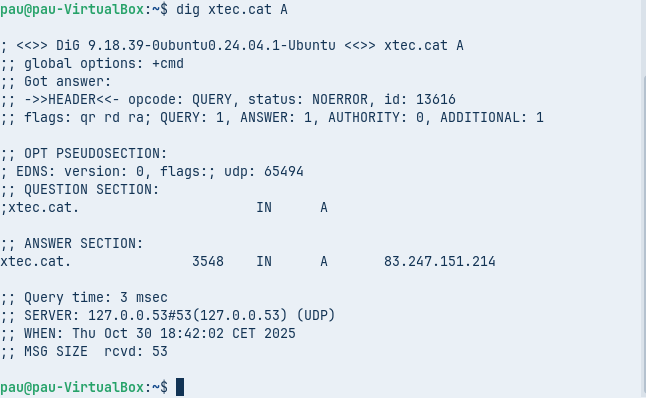 pau@pau-VirtualBox:~$ dig xtec.cat A
; <<>> DiG 9.18.39-0ubuntu0.24.04.1-Ubuntu <<>> xtec.cat A
;; global options: +cmd
;; Got answer:
;; ->>HEADER<<- opcode: QUERY, status: NOERROR, id: 13616
;; flags: qr rd ra; QUERY: 1, ANSWER: 1, AUTHORITY: 0, ADDITIONAL: 1
;; OPT PSEUDOSECTION:
; EDNS: version: 0, flags:; udp: 65494
;; QUESTION SECTION:
;xtec.cat. IN A
;; ANSWER SECTION:
xtec.cat. 3548 IN A 83.247.151.214
;; Query time: 3 msec
;; SERVER: 127.0.0.53#53(127.0.0.53) (UDP)
;; WHEN: Thu Oct 30 18:42:02 CET 2025
;; MSG SIZE rcvd: 53
pau@pau-VirtualBox:~$